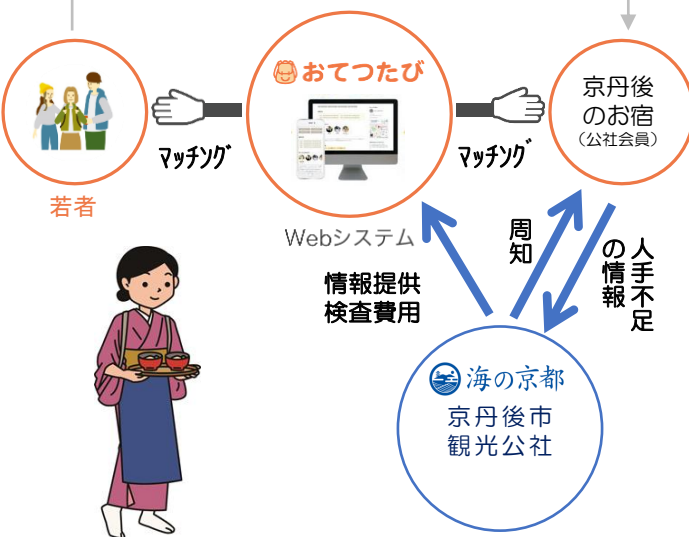 おてつたび
京丹後
のお宿
（公社会員）
マッチング
マッチング
若者
Webシステム
周知
人手不足
の情報
情報提供
検査費用
海の京都
京丹後市
観光公社